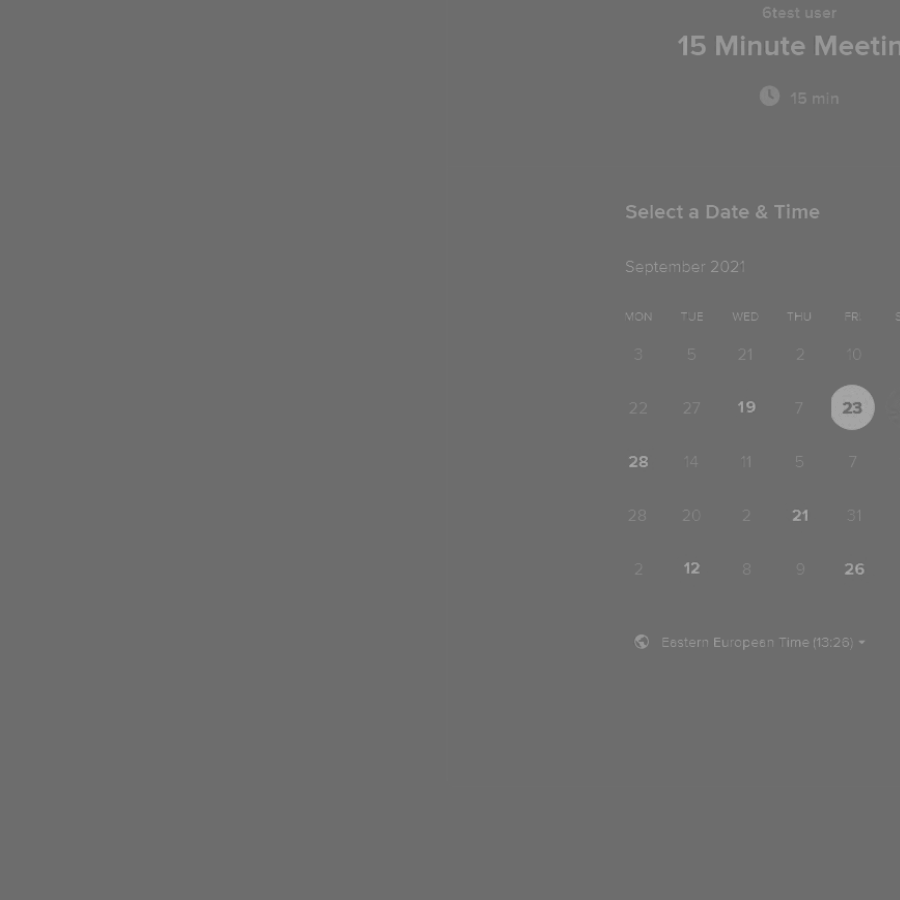 6test user
15 Minute Meetin
15 min
Select a Date & Time
September 2021
MON TUE WED THU FRI S
3 5 21 2 10
22 27 19 7 23
28 14 11 5 7
28 20 2 21 31
2 12 8 9 26
Eastern European Time (13:26)